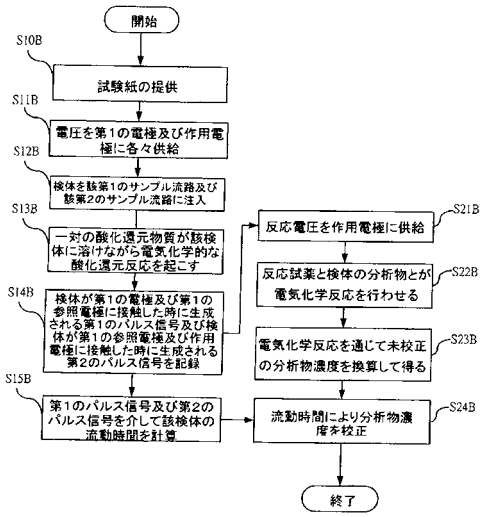 開始
S10B
試験紙の提供
S11B
電圧を第1の電極及び作用電
極に各々供給
S12B
検体を該第1のサンプル流路及び
該第2のサンプル流路に注入
S13B
一対の酸化還元物質が該検
体に溶けながら電気化学的な
酸化還元反応を起こす
S14B
検体が第1の電極及び第1の
参照電極に接触した時に生成
される第1のパルス信号及び検
体が第1の参照電極及び作用
電極に接触した時に生成される
第2のパルス信号を記録
S15B
第1のパルス信号及び第2の
パルス信号を介して該検体の
流動時間を計算
S21B
反応電圧を作用電極に供給
S22B
反応試薬と検体の分析物とが
電気化学反応を行わせる
S23B
電気化学反応を通じて未校正
の分析物濃度を換算して得る
S24B
流動時間により分析物濃
度を校正
終了